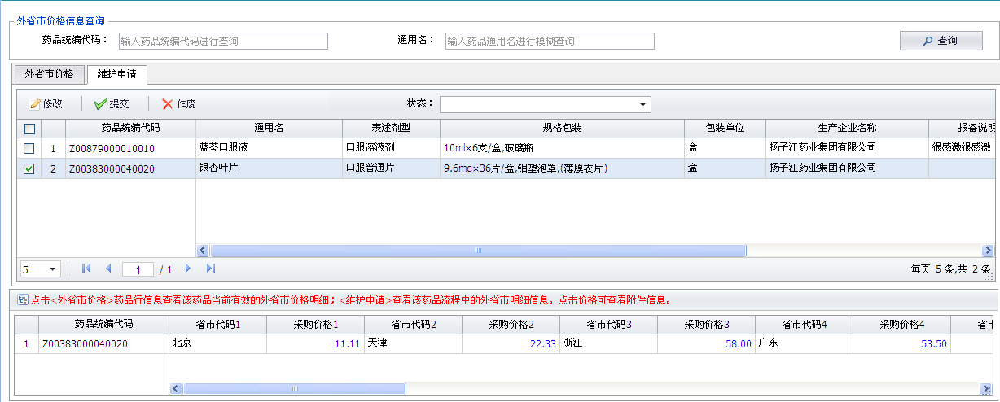 外省市价格信息查询
药品统编代码： 输入药品统编代码进行查询 通用名： 输入药品通用名进行模糊查询 查询
外省市价格 维护申请
修改 提交 作废 状态：
药品统编代码 通用名 表述剂型 规格包装 包装单位 生产企业名称 报备说明
1 Z00879000010010 蓝芩口服液 口服溶液剂 10ml×6支/盒,玻璃瓶 盒 扬子江药业集团有限公司 很感激很感激
2 Z00383000040020 银杏叶片 口服普通片 9.6mg×36片/盒,铝塑泡罩,(薄膜衣片) 盒 扬子江药业集团有限公司
5 1 / 1 每页 5 条,共 2 条
点击<外省市价格>药品行信息查看该药品当前有效的外省市价格明细；<维护申请>查看该药品流程中的外省市明细信息。点击价格可查看附件信息。
药品统编代码 省市代码1 采购价格1 省市代码2 采购价格2 省市代码3 采购价格3 省市代码4 采购价格4 省市
1 Z00383000040020 北京 11.11 天津 22.33 浙江 58.00 广东 53.50